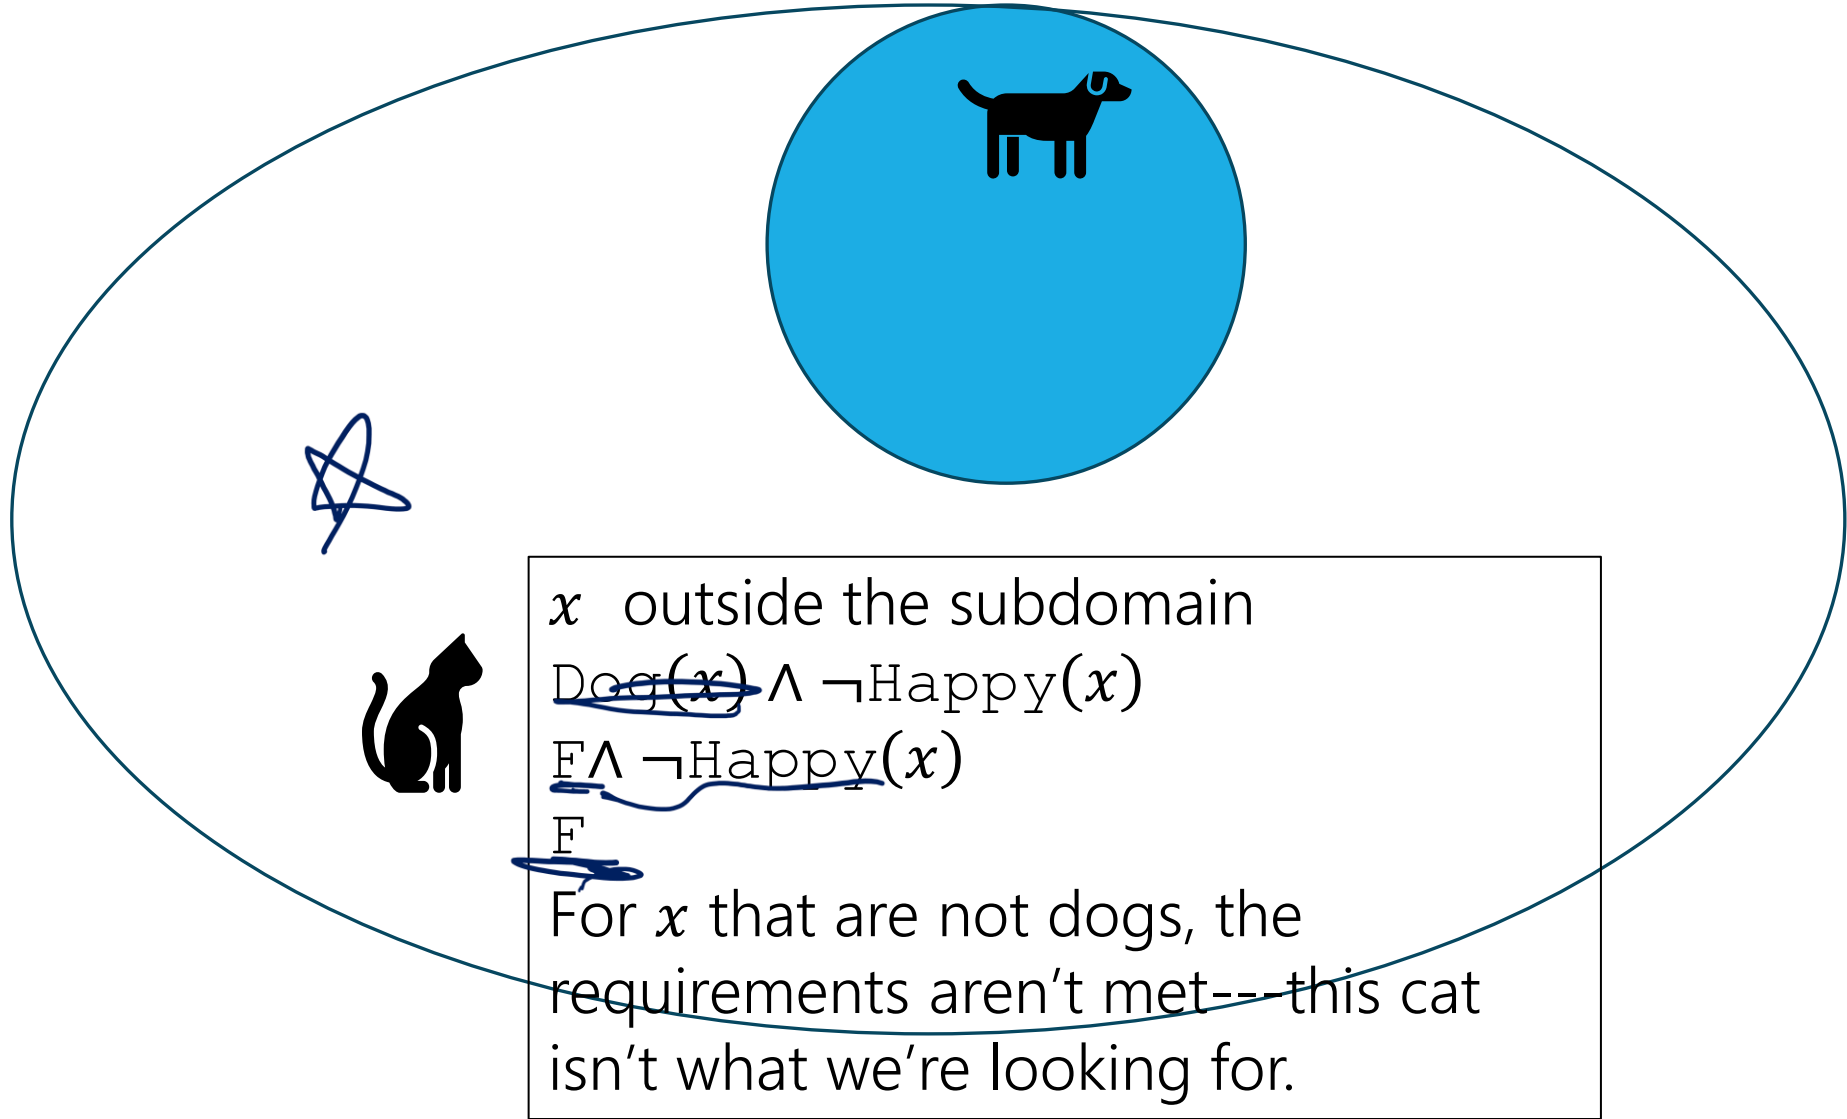 x outside the subdomain
Dog(x) ∧ ¬Happy(x)
F∧ ¬Happy(x)
F
For x that are not dogs, the
requirements aren't met---this cat
isn't what we're looking for.